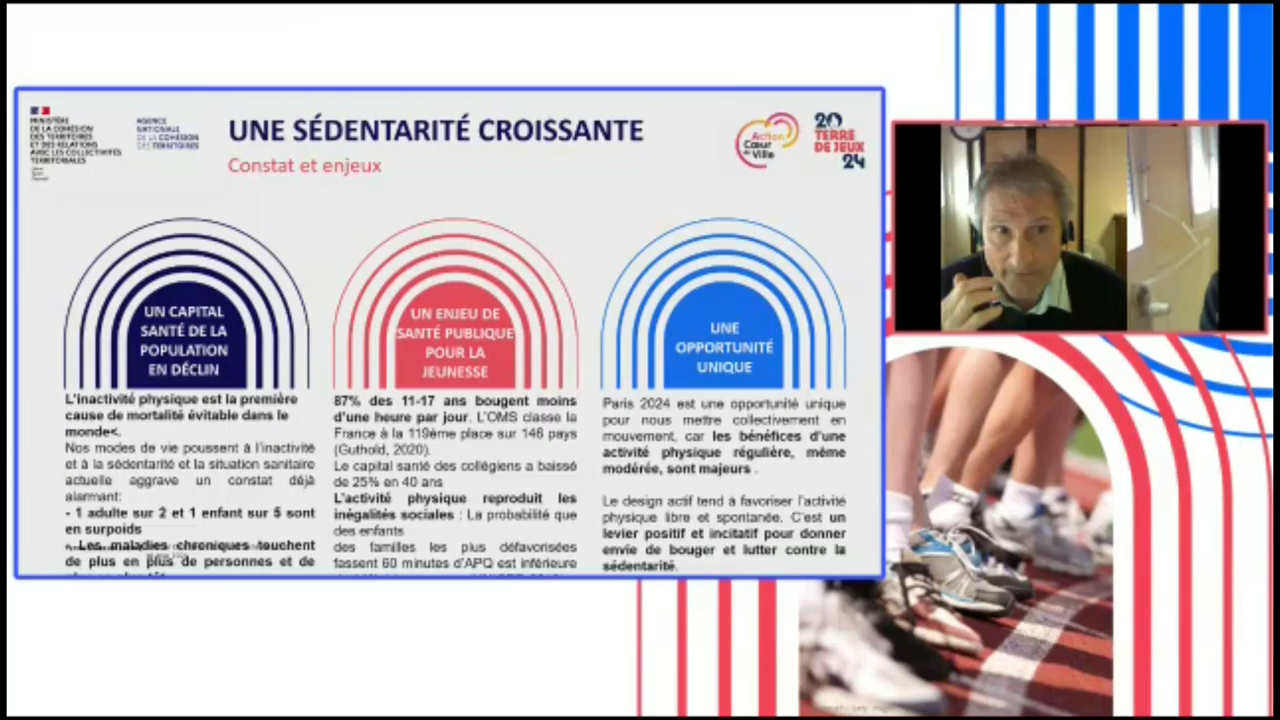 MINISTÈRE
DE LA COHÉSION
DES TERRITOIRES
ET DES RELATIONS
AVEC LES COLLECTIVITÉS
TERRITORIALES
AGENCE
NATIONALE
DE LA COHÉSION
DES TERRITOIRES
UNE SÉDENTARITÉ CROISSANTE
Constat et enjeux
Action
Cœur
de Ville
20
TERRE
DE JEUX
24
UN CAPITAL
SANTÉ DE LA
POPULATION
EN DÉCLIN
L'inactivité physique est la première
cause de mortalité évitable dans le
monde<.
Nos modes de vie poussent à l'inactivité
et à la sédentarité et la situation sanitaire
actuelle aggrave un constat déjà
alarmant:
- 1 adulte sur 2 et 1 enfant sur 5 sont
en surpoids
- Les maladies chroniques touchent
de plus en plus de personnes et de
UN ENJEU DE
SANTÉ PUBLIQUE
POUR LA
JEUNESSE
87% des 11-17 ans bougent moins
d'une heure par jour. L'OMS classe la
France à la 119ème place sur 146 pays
(Guthold, 2020).
Le capital santé des collégiens a baissé
de 25% en 40 ans
L'activité physique reproduit les
inégalités sociales : La probabilité que
des enfants
des familles les plus défavorisées
fassent 60 minutes d'APQ est inférieure
UNE
OPPORTUNITÉ
UNIQUE
Paris 2024 est une opportunité unique
pour nous mettre collectivement en
mouvement, car les bénéfices d'une
activité physique régulière, même
modérée, sont majeurs .
Le design actif tend à favoriser l'activité
physique libre et spontanée. C'est un
levier positif et incitatif pour donner
envie de bouger et lutter contre la
sédentarité.